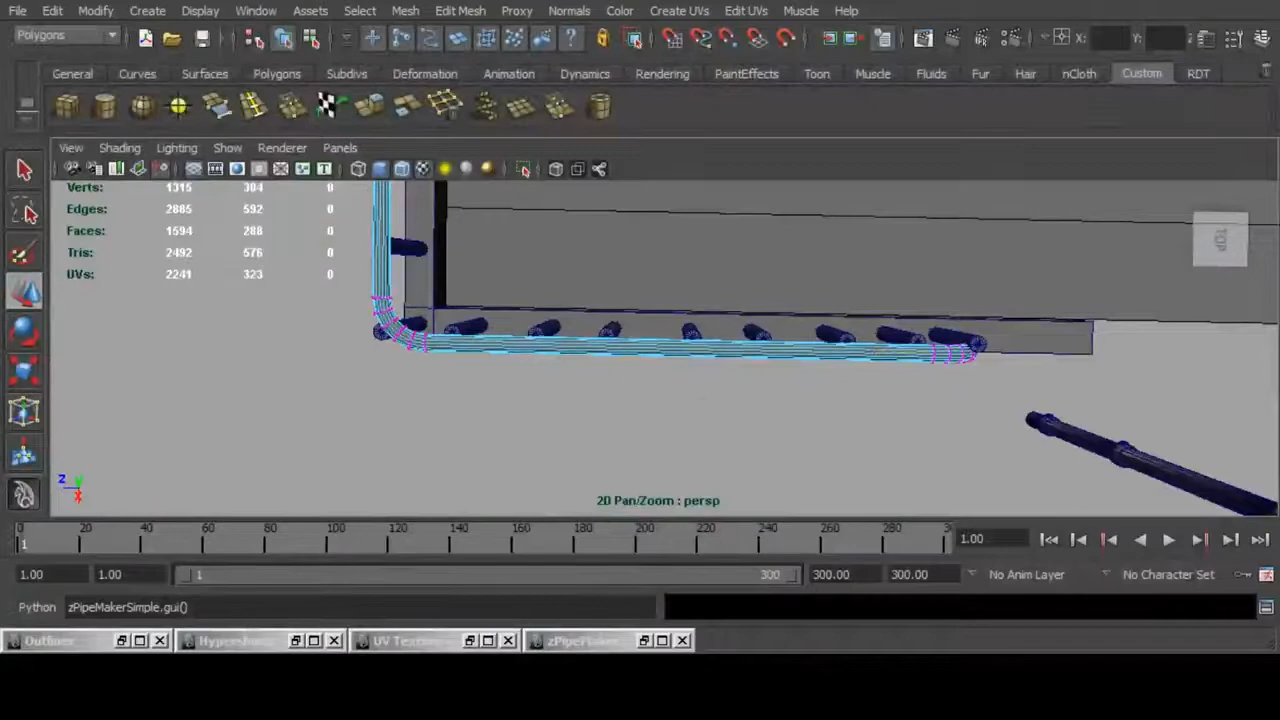 File Edit Modify Create Display Window Assets Select Mesh Edit Mesh Proxy Normals Color Create UVs Edit UVs Muscle Help
Polygons X: Y: Z
General Curves Surfaces Polygons Subdivs Deformation Animation Dynamics Rendering PaintEffects Toon Muscle Fluids Fur Hair nCloth Custom RDT
View Shading Lighting Show Renderer Panels
Verts: 1315 304 0
Edges: 2885 592 0
Faces: 1594 288 0
Tris: 2492 576 0
UVs: 2241 323 0
TOP
z y
x
2D Pan/Zoom : persp
0 20 40 60 80 100 120 140 160 180 200 220 240 260 280
1 1.00
1.00 1.00 1 300 300.00 300.00 No Anim Layer No Character Set
Python zPipeMakerSimple.gui()
Outliner UV Textu